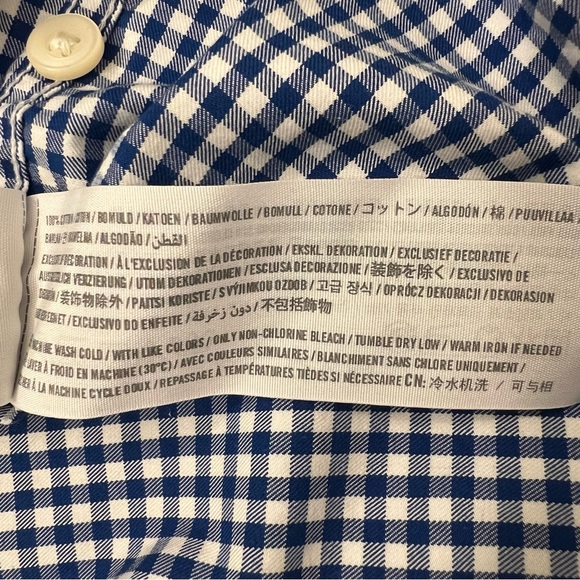 100% COTTON / BOMULD / KATOEN / BAUMWOLLE / BOMULL / COTONE / コットン / ALGODÓN / 棉 / PUUVILLAA
BAWEŁNA / ALGODÃO / القطن
DECORATION / À L'EXCLUSION DE LA DÉCORATION / EKSKL. DEKORATION / EXCLUSIEF DECORATIE /
VERZIERUNG / UTOM DEKORATIONEN / ESCLUSA DECORAZIONE / 装飾を除く / EXCLUSIVO DE
/ 装饰物除外 / PAITSI KORISTE / SVÝJIMKOU OZDOB / 고급 장식 / OPRÓCZ DEKORACJI / DEKORASJON
/ EXCLUSIVO DO ENFEITE / دون زخرفة / 不包括飾物
MACHINE WASH COLD / WITH LIKE COLORS / ONLY NON-CHLORINE BLEACH / TUMBLE DRY LOW / WARM IRON IF NEEDED
LAVER À FROID EN MACHINE (30°C) / AVEC COULEURS SIMILAIRES / BLANCHIMENT SANS CHLORE UNIQUEMENT /
À LA MACHINE CYCLE DOUX / REPASSAGE À TEMPÉRATURES TIÈDES SI NÉCESSAIRE CN: 冷水机洗 / 可与相